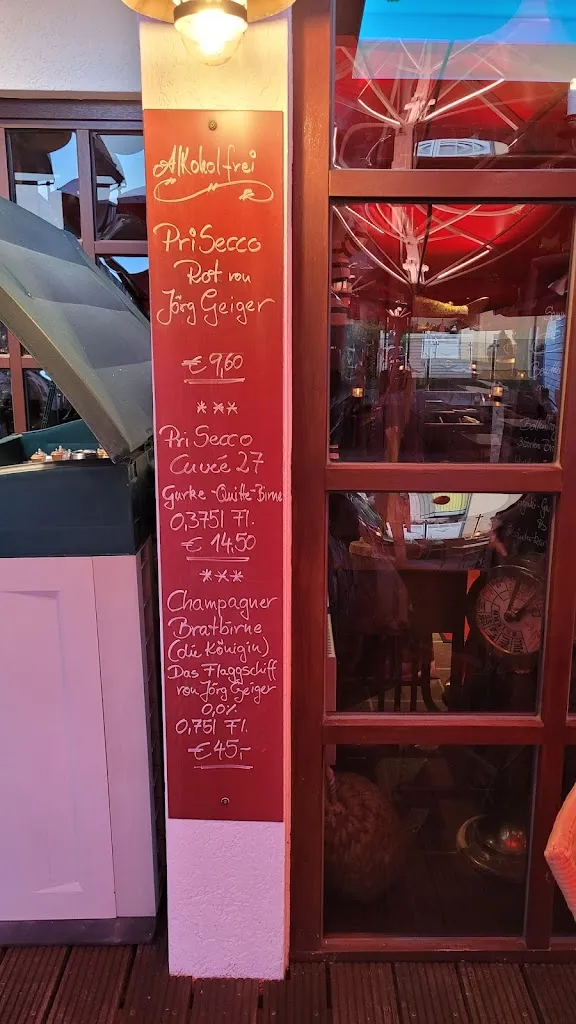 Alkoholfrei
PriSecco
Rot von
Jörg Geiger
€ 9,60
***
PriSecco
Cuvée 27
Gurke-Quitte-Birne
0,375l Fl.
€ 14,50
***
Champagner
Bratbirne
(die Königin)
Das Flaggschiff
von Jörg Geiger
0,0%
0,75l Fl.
€ 45,-